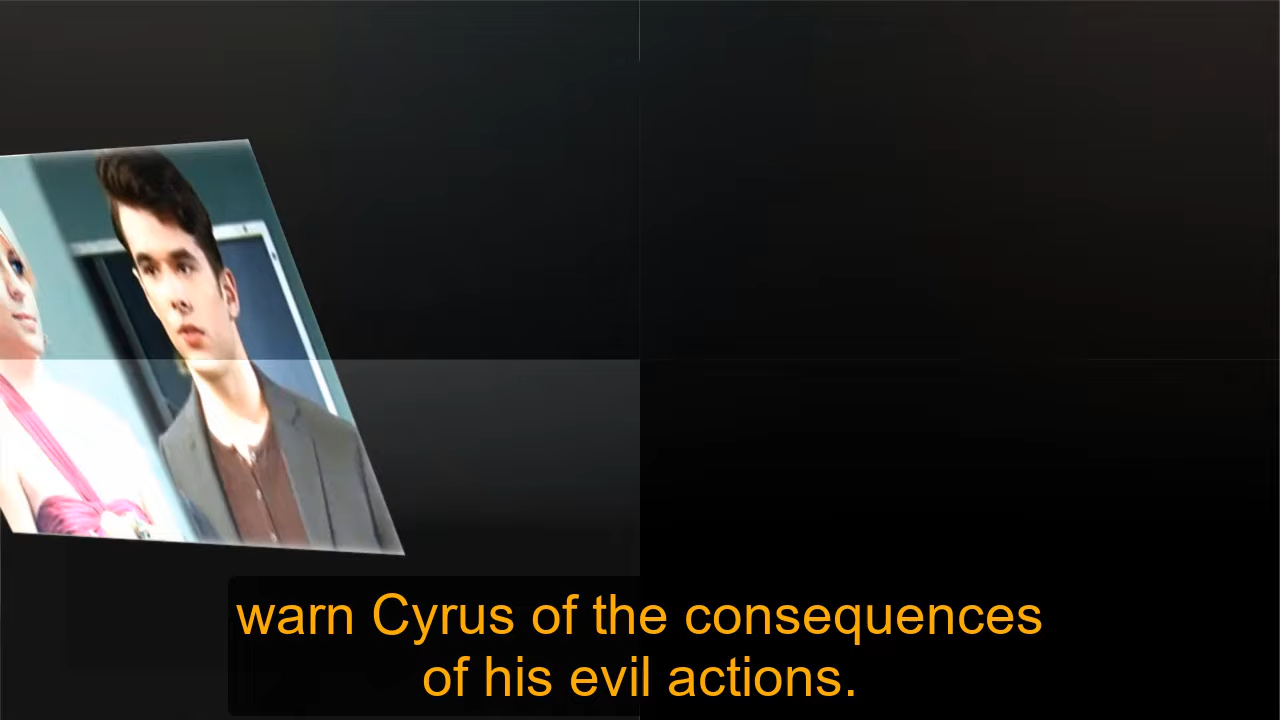 warn Cyrus of the consequences
of his evil actions.